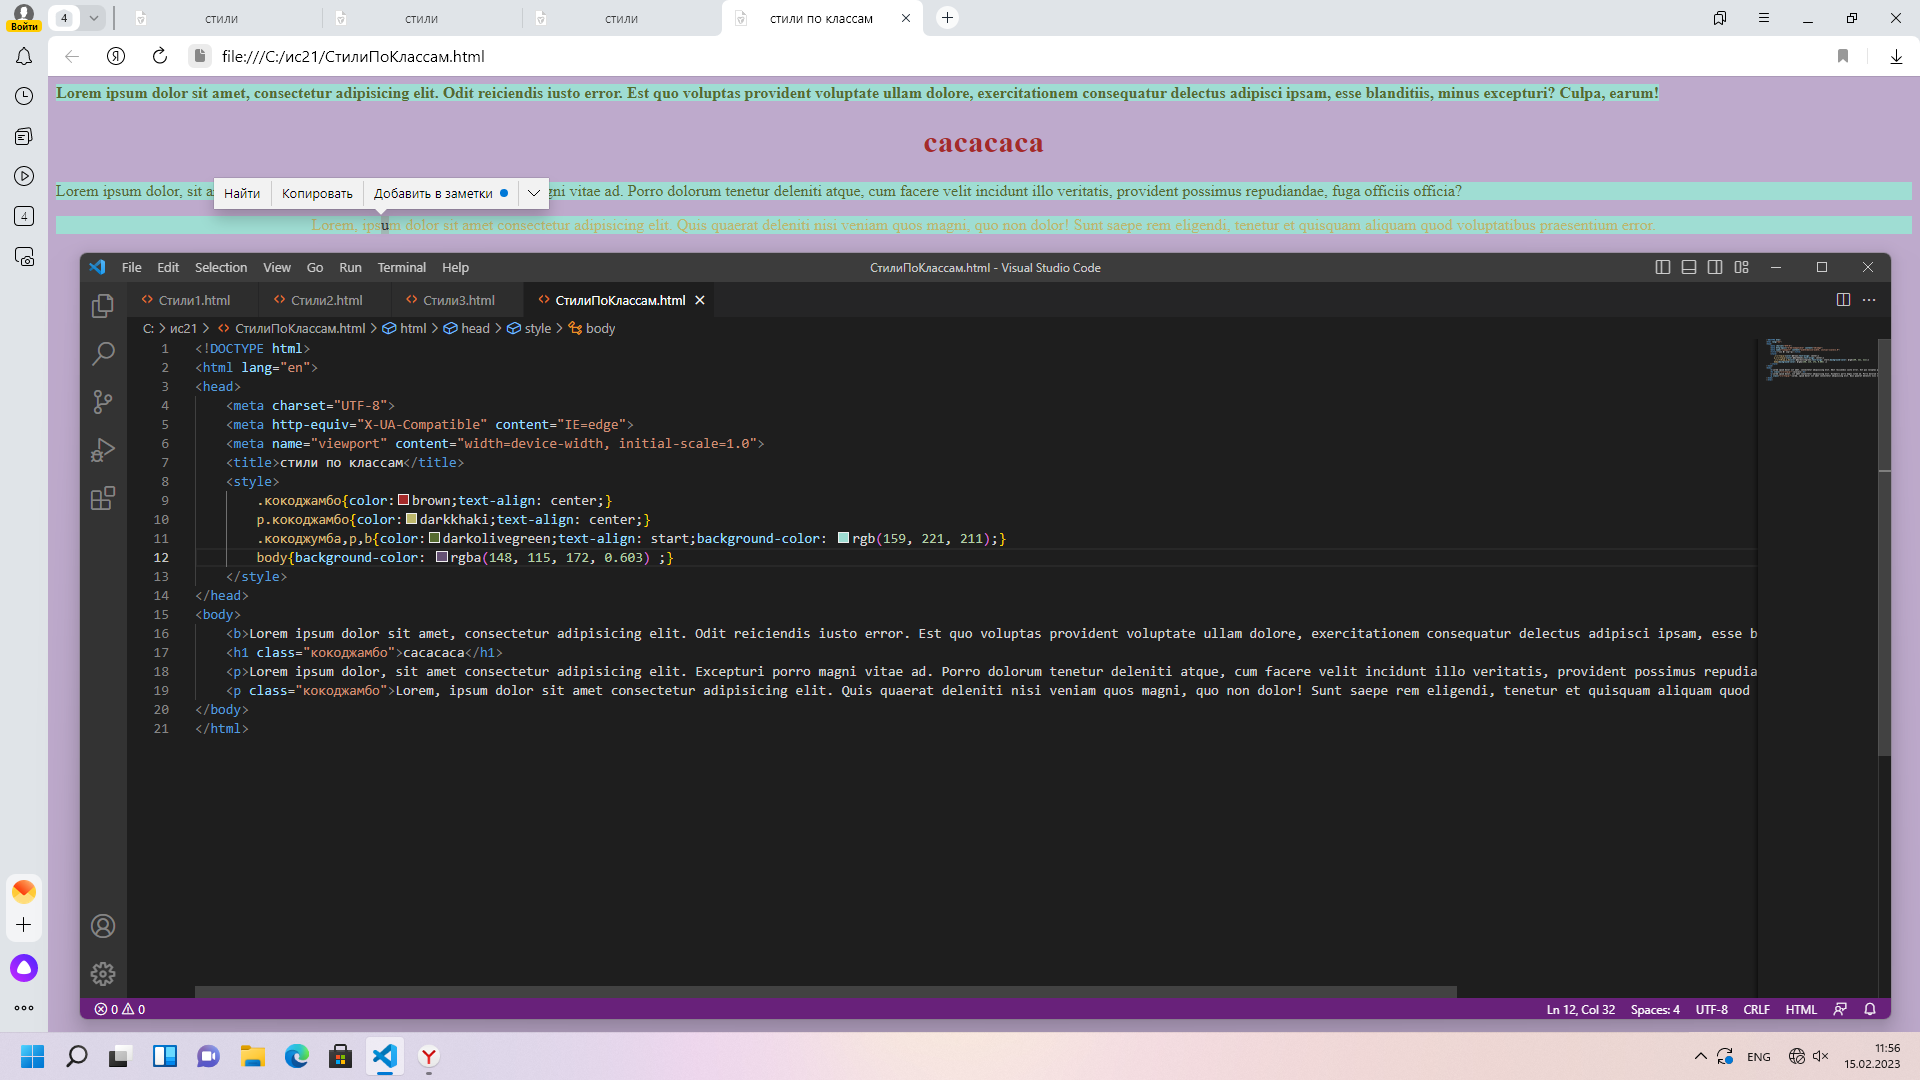 Войти
4
стили
стили
стили
стили по классам
file:///C:/ис21/СтилиПоКлассам.html
Lorem ipsum dolor sit amet, consectetur adipisicing elit. Odit reiciendis iusto error. Est quo voluptas provident voluptate ullam dolore, exercitationem consequatur delectus adipisci ipsam, esse blanditiis, minus excepturi? Culpa, earum!
cacacaca
Lorem ipsum dolor, sit a
gni vitae ad. Porro dolorum tenetur deleniti atque, cum facere velit incidunt illo veritatis, provident possimus repudiandae, fuga officiis officia?
Найти
Копировать
Добавить в заметки
Lorem, ipsum dolor sit amet consectetur adipisicing elit. Quis quaerat deleniti nisi veniam quos magni, quo non dolor! Sunt saepe rem eligendi, tenetur et quisquam aliquam quod voluptatibus praesentium error.
4
File Edit Selection View Go Run Terminal Help
СтилиПоКлассам.html - Visual Studio Code
Стили1.html
Стили2.html
Стили3.html
СтилиПоКлассам.html
C: > ис21 > СтилиПоКлассам.html > html > head > style > body
1 <!DOCTYPE html>
2 <html lang="en">
3 <head>
4 <meta charset="UTF-8">
5 <meta http-equiv="X-UA-Compatible" content="IE=edge">
6 <meta name="viewport" content="width=device-width, initial-scale=1.0">
7 <title>стили по классам</title>
8 <style>
9 .кокоджамбо{color:brown;text-align: center;}
10 p.кокоджамбо{color:darkkhaki;text-align: center;}
11 .кокоджумба,p,b{color:darkolivegreen;text-align: start;background-color: rgb(159, 221, 211);}
12 body{background-color: rgba(148, 115, 172, 0.603) ;}
13 </style>
14 </head>
15 <body>
16 <b>Lorem ipsum dolor sit amet, consectetur adipisicing elit. Odit reiciendis iusto error. Est quo voluptas provident voluptate ullam dolore, exercitationem consequatur delectus adipisci ipsam, esse b
17 <h1 class="кокоджамбо">cacacaca</h1>
18 <p>Lorem ipsum dolor, sit amet consectetur adipisicing elit. Excepturi porro magni vitae ad. Porro dolorum tenetur deleniti atque, cum facere velit incidunt illo veritatis, provident possimus repudia
19 <p class="кокоджамбо">Lorem, ipsum dolor sit amet consectetur adipisicing elit. Quis quaerat deleniti nisi veniam quos magni, quo non dolor! Sunt saepe rem eligendi, tenetur et quisquam aliquam quod
20 </body>
21 </html>
0 0
Ln 12, Col 32
Spaces: 4
UTF-8
CRLF
HTML
ENG
11:56
15.02.2023